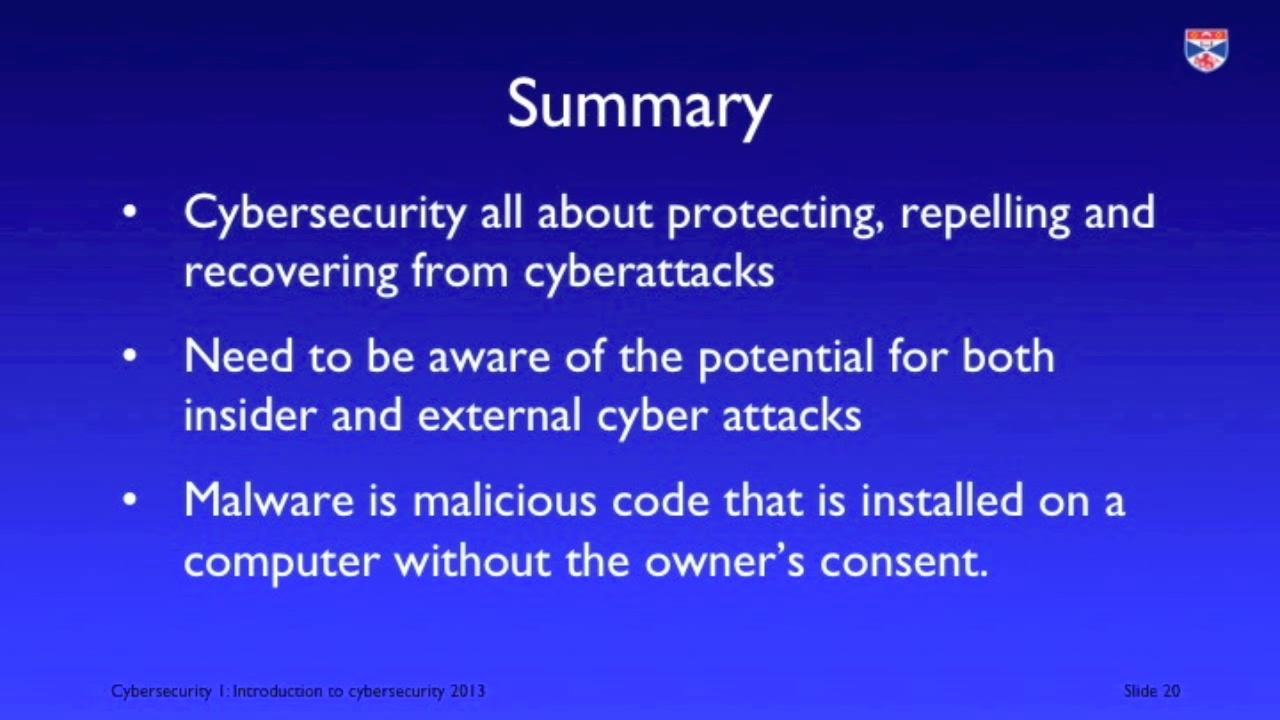 Summary
• Cybersecurity all about protecting, repelling and
recovering from cyberattacks
• Need to be aware of the potential for both
insider and external cyber attacks
• Malware is malicious code that is installed on a
computer without the owner’s consent.
Cybersecurity 1: Introduction to cybersecurity 2013
Slide 20